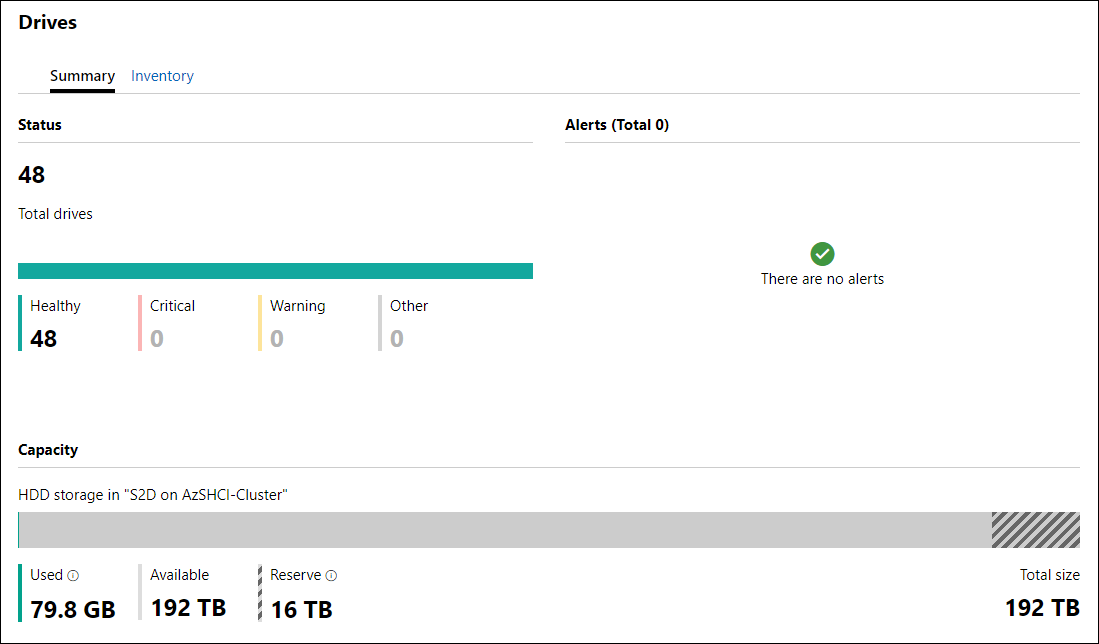 Drives
Summary Inventory
Status
48
Total drives
Healthy Critical Warning Other
48 0 0 0
Alerts (Total 0)
There are no alerts
Capacity
HDD storage in "S2D on AzSHCI-Cluster"
Used Available Reserve Total size
79.8 GB 192 TB 16 TB 192 TB